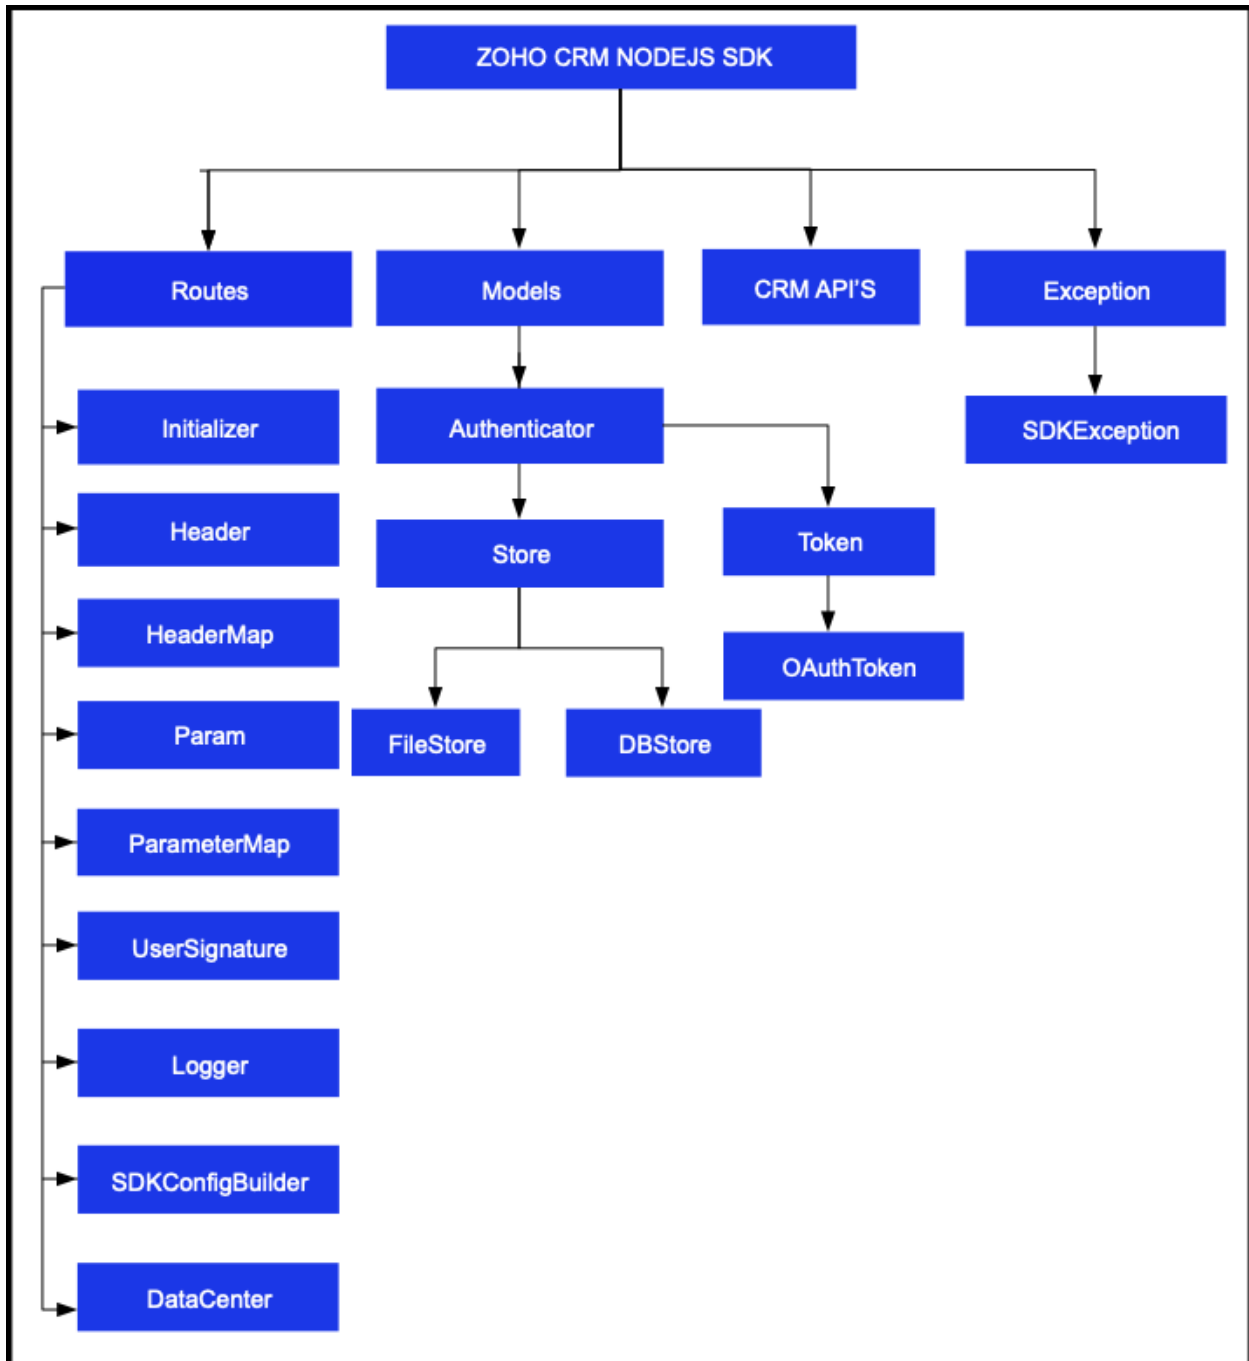 ZOHO CRM NODEJS SDK
Routes
Models
CRM API'S
Exception
Initializer
Authenticator
SDKException
Header
Store
Token
HeaderMap
OAuthToken
Param
FileStore
DBStore
ParameterMap
UserSignature
Logger
SDKConfigBuilder
DataCenter